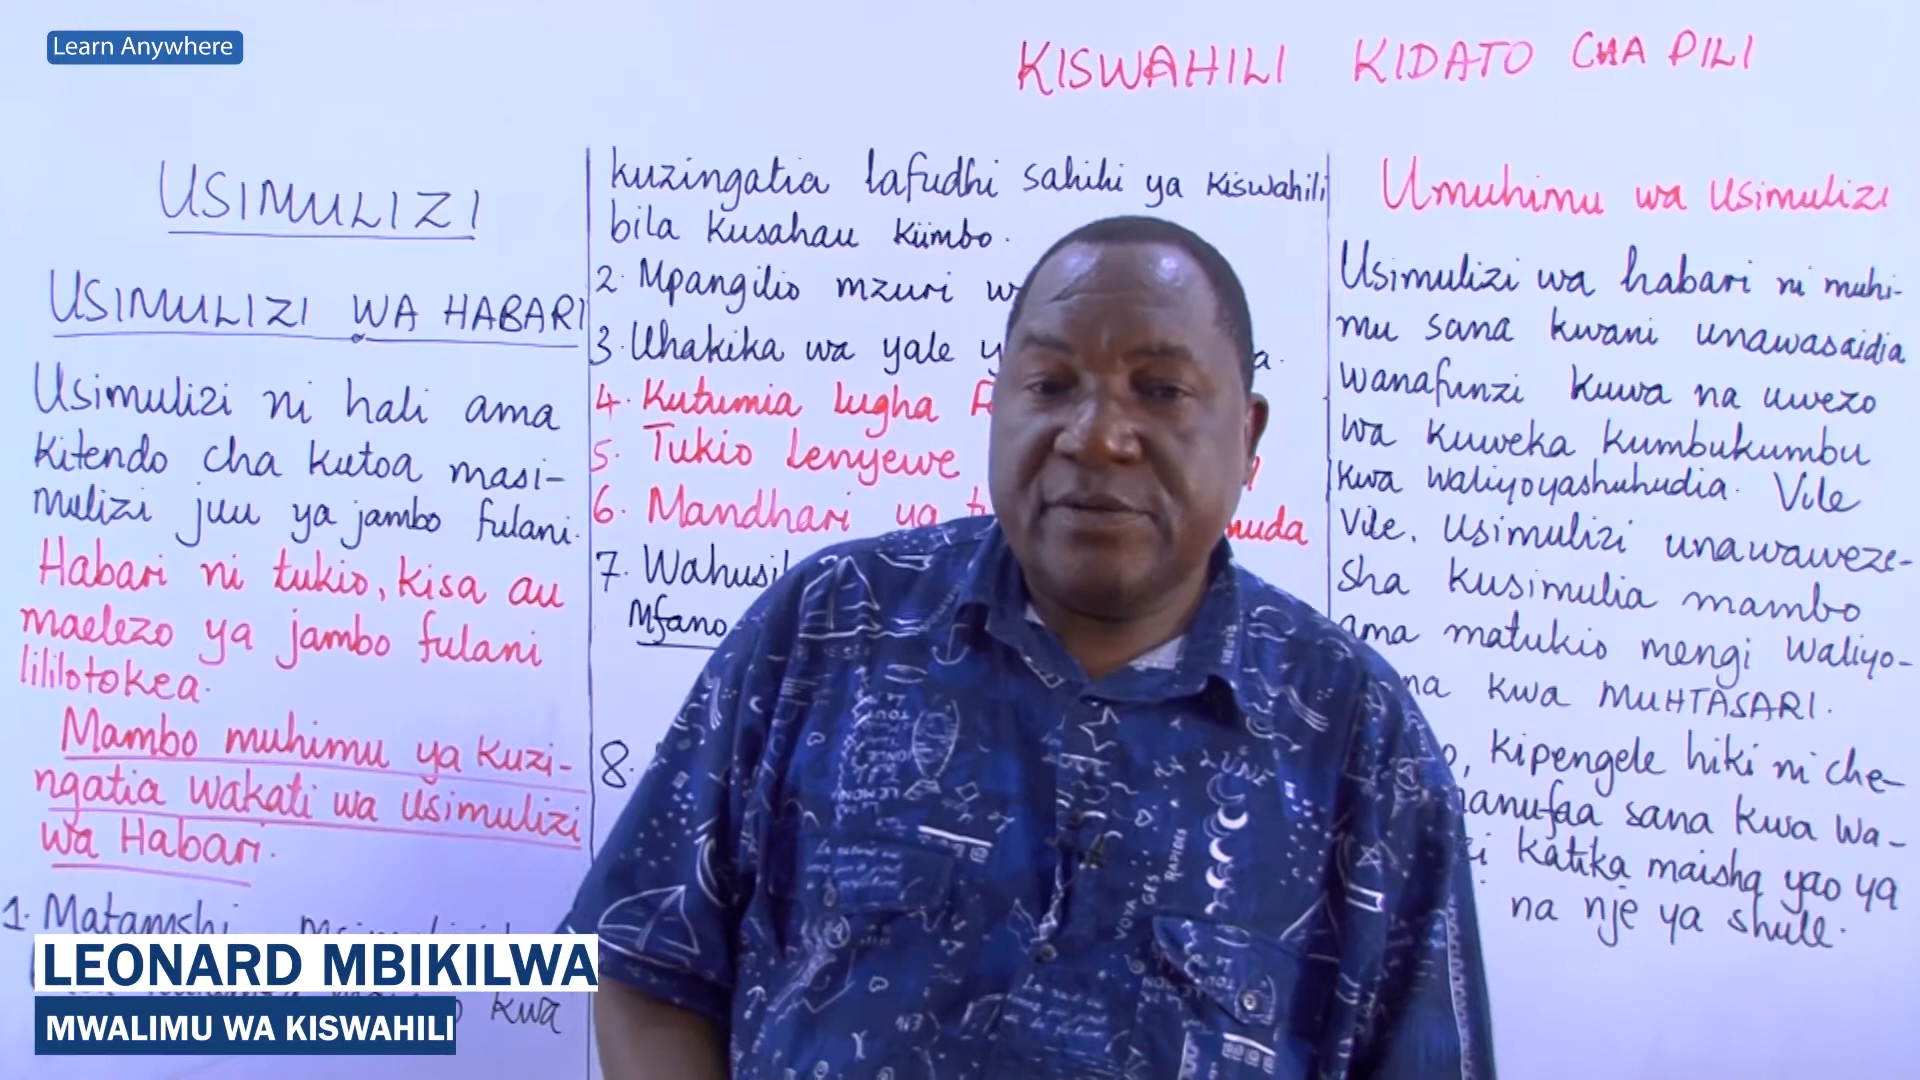 Learn Anywhere
KISWAHILI KIDATO CHA PILI
USIMULIZI
USIMULIZI WA HABARI
Usimulizi ni hali ama
kitendo cha kutoa masi-
mulizi juu ya jambo fulani.
Habari ni tukio, kisa au
maelezo ya jambo fulani
lililotokea.
Mambo muhimu ya kuzi-
ngatia wakati wa usimulizi
wa Habari.
1. Matamshi
kwa
kuzingatia lafudhi sahihi ya Kiswahili
bila kusahau kiimbo.
2. Mpangilio mzuri
3. Uhakika wa yale
4. Kutumia lugha
5. Tukio lenyewe
6. Mandhari ya muda
7.
Mfano
8.
Umuhimu wa usimulizi
Usimulizi wa habari ni muhi-
mu sana kwani unawasaidia
wanafunzi kuwa na uwezo
wa kuweka kumbukumbu
kwa waliyoyashuhudia. Vile
Vile, usimulizi unawaweze-
sha kusimulia mambo
ama matukio mengi waliyo-
kwa MUHTASARI.
Kipengele hiki ni che-
manufaa sana kwa wa-
katika maisha yao ya
na nje ya shule.
LEONARD MBIKILWA
MWALIMU WA KISWAHILI